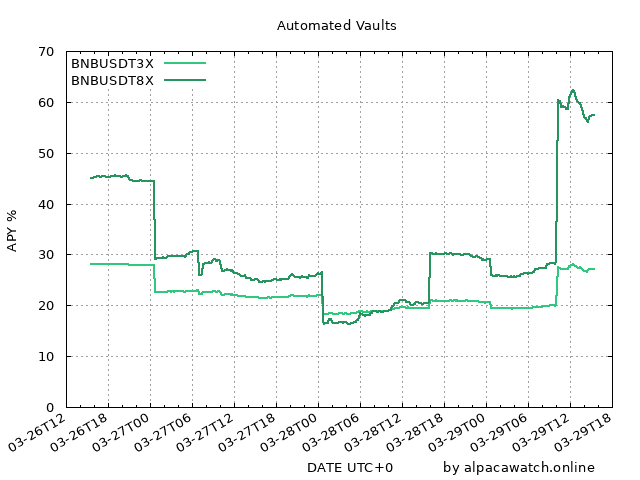 Automated Vaults
BNBUSDT3X
BNBUSDT8X
APY %
70
60
50
40
30
20
10
0
03-26T12
03-26T18
03-27T00
03-27T06
03-27T12
03-27T18
03-28T00
03-28T06
03-28T12
03-28T18
03-29T00
03-29T06
03-29T12
03-29T18
DATE UTC+0
by alpacawatch.online